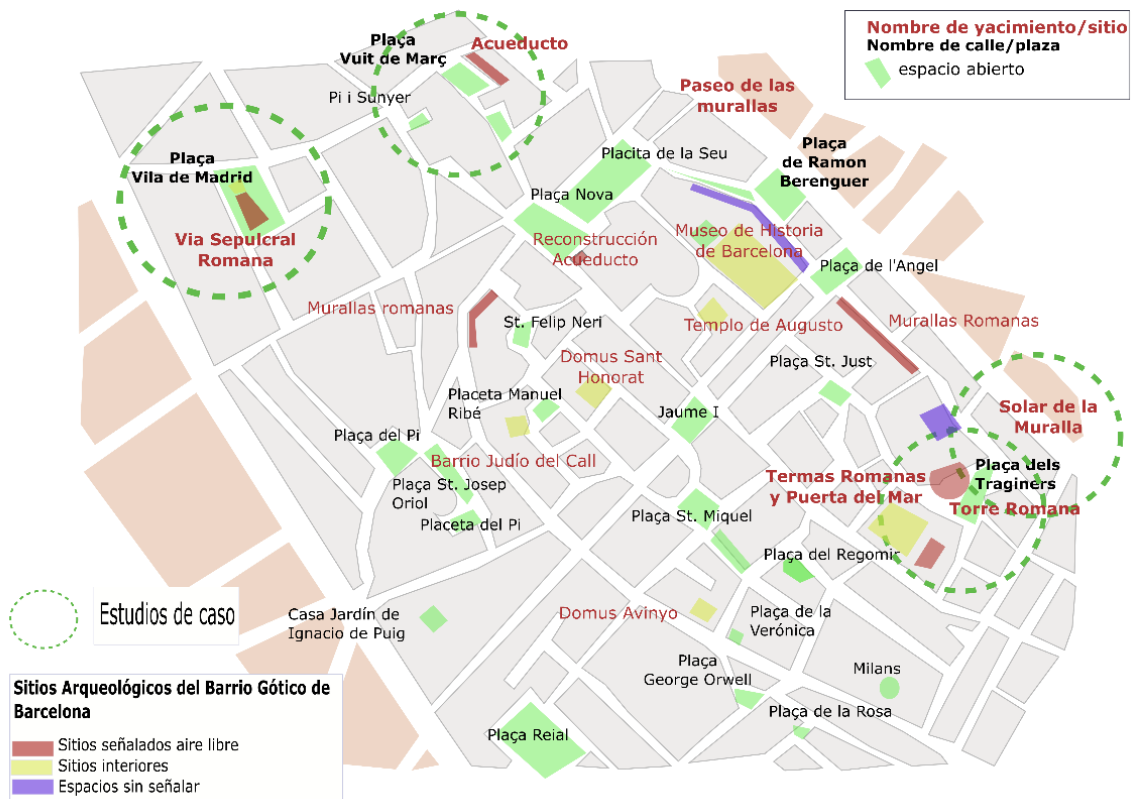 Nombre de yacimiento/sitio
Nombre de calle/plaza
espacio abierto
Plaça
Vuit de Març
Acueducto
Pi i Sunyer
Paseo de las
murallas
Plaça
Vila de Madrid
Placita de la Seu
Plaça
de Ramon
Berenguer
Plaça Nova
Via Sepulcral
Romana
Reconstrucción
Acueducto
Museo de Historia
de Barcelona
Plaça de l'Angel
Murallas romanas
St. Felip Neri
Templo de Augusto
Murallas Romanas
Domus Sant
Honorat
Plaça St. Just
Placeta Manuel
Ribé
Jaume I
Solar de la
Muralla
Plaça del Pi
Barrio Judío del Call
Plaça St. Josep
Oriol
Placeta del Pi
Termas Romanas
y Puerta del Mar
Plaça dels
Traginers
Torre Romana
Plaça St. Miquel
Plaça del Regomir
Estudios de caso
Casa Jardín de
Ignacio de Puig
Domus Avinyo
Plaça de la
Verónica
Plaça
George Orwell
Milans
Plaça de la Rosa
Plaça Reial
Sitios Arqueológicos del Barrio Gótico de
Barcelona
Sitios señalados aire libre
Sitios interiores
Espacios sin señalar